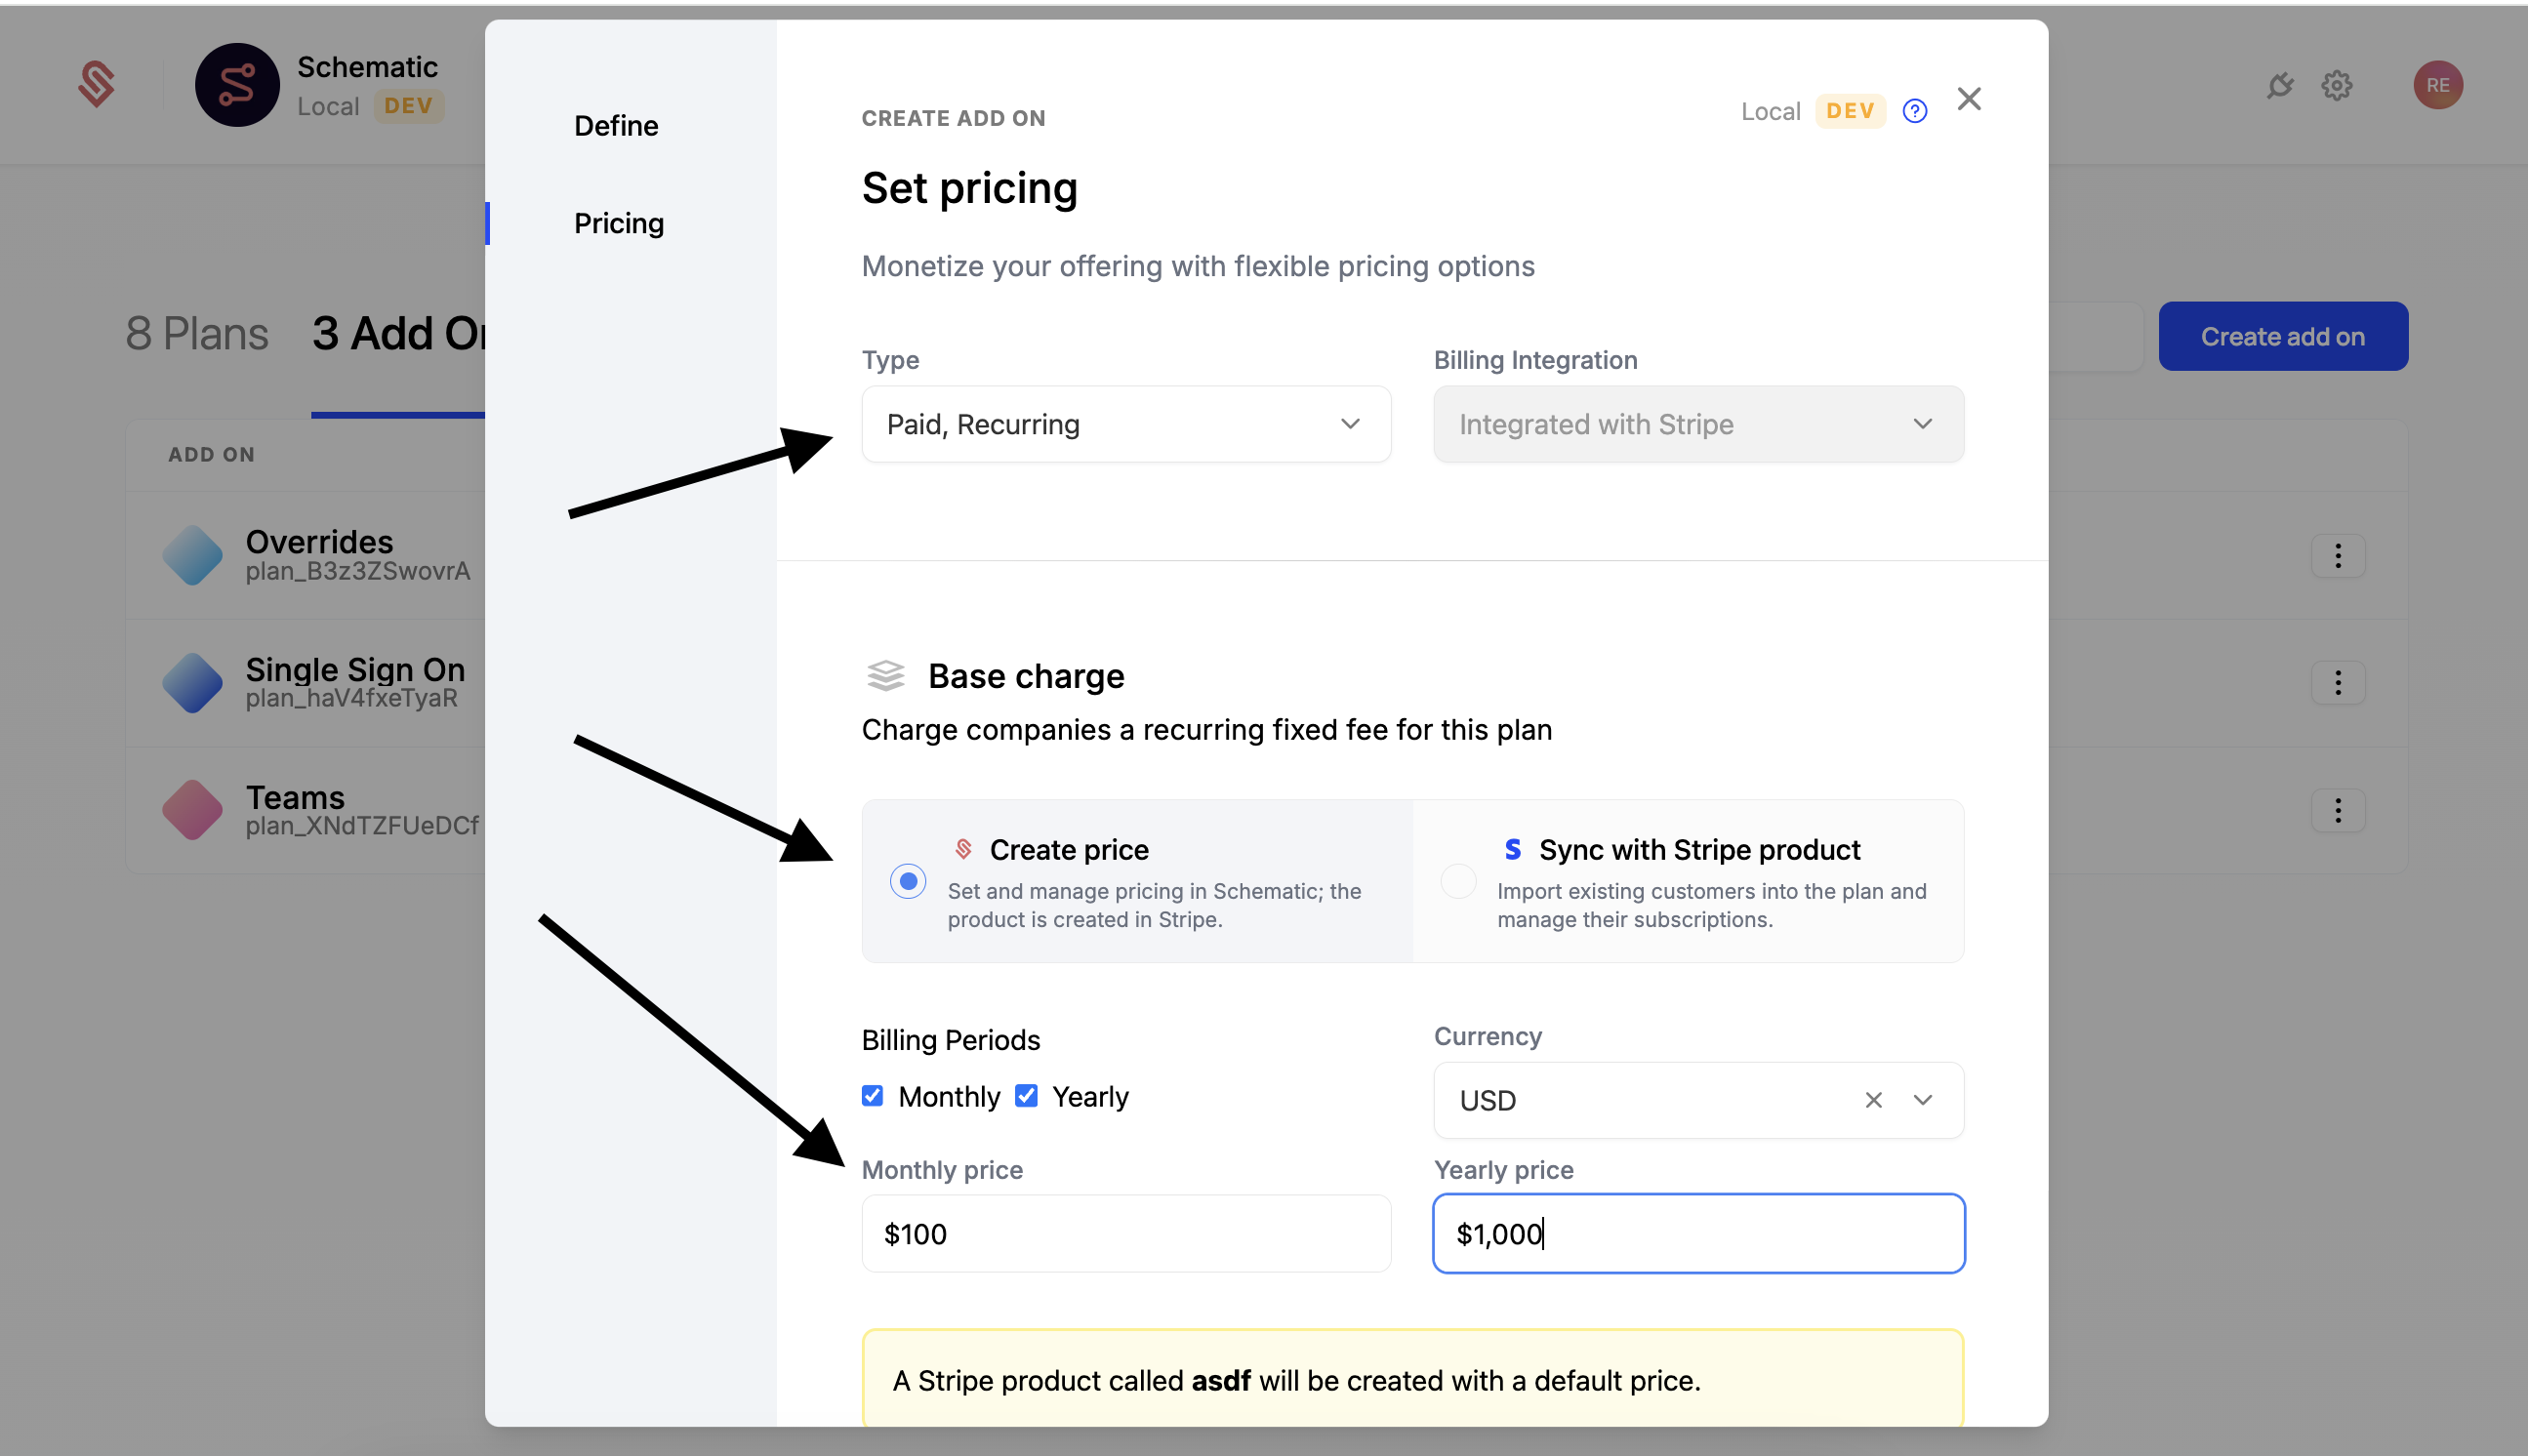 Schematic
Local DEV
RE
8 Plans 3 Add O
Create add on
ADD ON
Overrides
plan_B3z3ZSwovrA
Single Sign On
plan_haV4fxeTyaR
Teams
plan_XNdTZFUeDCf
Define
Pricing
CREATE ADD ON
Local DEV
Set pricing
Monetize your offering with flexible pricing options
Type
Billing Integration
Paid, Recurring
Integrated with Stripe
Base charge
Charge companies a recurring fixed fee for this plan
Create price
Set and manage pricing in Schematic; the
product is created in Stripe.
Sync with Stripe product
Import existing customers into the plan and
manage their subscriptions.
Billing Periods
Monthly Yearly
Currency
USD
Monthly price
$100
Yearly price
$1,000
A Stripe product called asdf will be created with a default price.